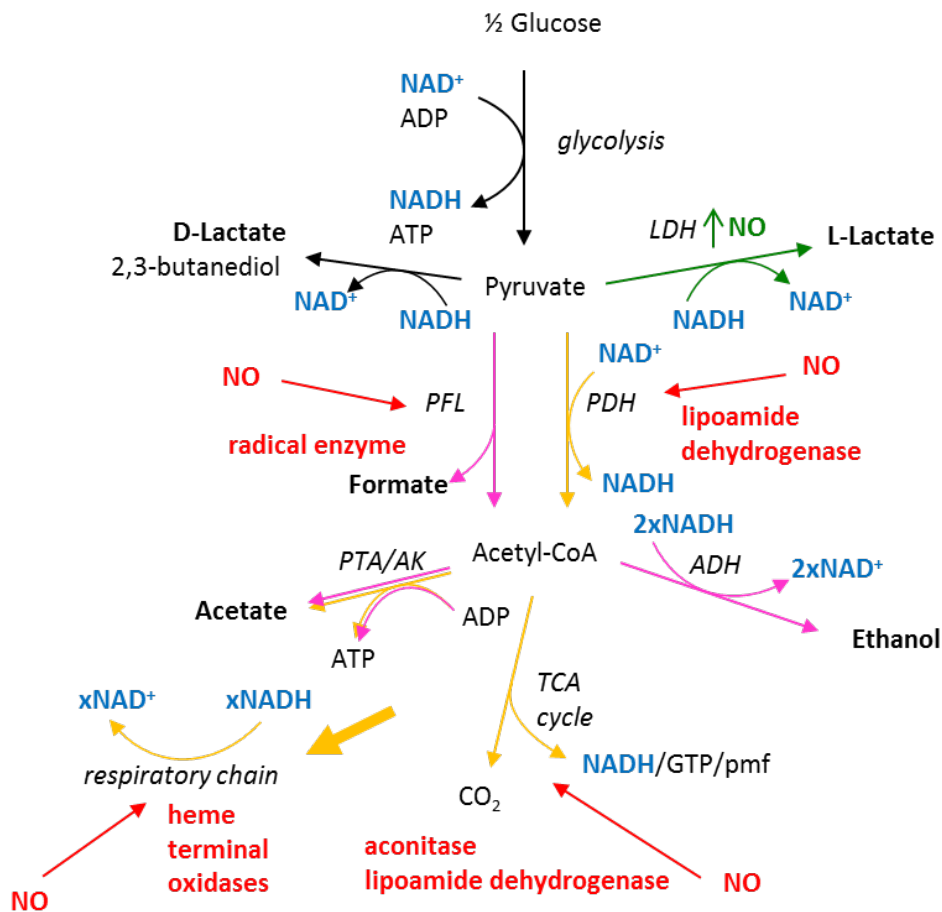 ½ Glucose
NAD⁺
ADP
glycolysis
NADH
ATP
D-Lactate
2,3-butanediol
LDH NO
L-Lactate
Pyruvate
NAD⁺
NADH
NADH
NAD⁺
NAD⁺
NO
NO
PFL
PDH
radical enzyme
lipoamide
dehydrogenase
Formate
NADH
2xNADH
PTA/AK
Acetyl-CoA
ADH
2xNAD⁺
Acetate
ADP
Ethanol
ATP
xNAD⁺
xNADH
TCA
cycle
respiratory chain
NADH/GTP/pmf
CO₂
heme
terminal
oxidases
aconitase
lipoamide dehydrogenase
NO
NO